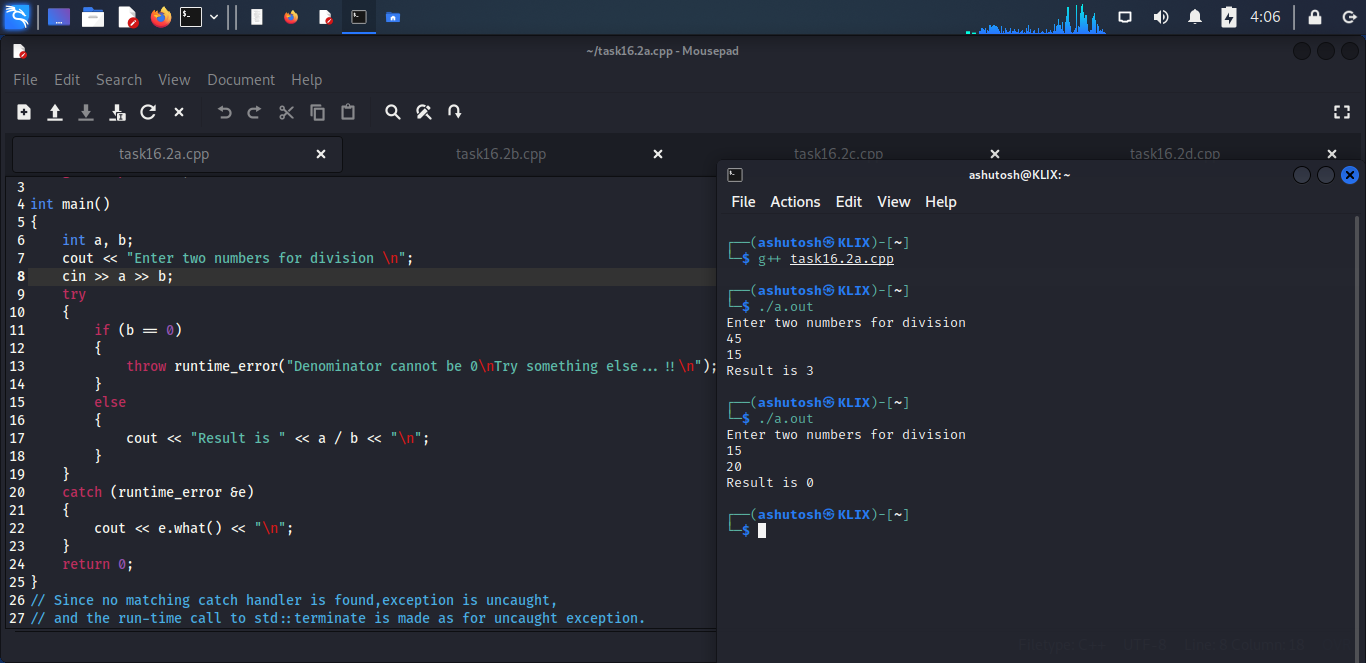 4:06
~/task16.2a.cpp - Mousepad
File Edit Search View Document Help
task16.2a.cpp
task16.2b.cpp
task16.2c.cpp
task16.2d.cpp
3
4 int main()
5 {
6     int a, b;
7     cout << "Enter two numbers for division \n";
8     cin >> a >> b;
9     try
10     {
11         if (b == 0)
12         {
13             throw runtime_error("Denominator cannot be 0\nTry something else...!!\n");
14         }
15         else
16         {
17             cout << "Result is " << a / b << "\n";
18         }
19     }
20     catch (runtime_error &e)
21     {
22         cout << e.what() << "\n";
23     }
24     return 0;
25 }
26 // Since no matching catch handler is found,exception is uncaught,
27 // and the run-time call to std::terminate is made as for uncaught exception.
ashutosh@KLIX: ~
File Actions Edit View Help
┌──(ashutosh㉿KLIX)-[~]
└─$ g++ task16.2a.cpp
┌──(ashutosh㉿KLIX)-[~]
└─$ ./a.out
Enter two numbers for division
45
15
Result is 3
┌──(ashutosh㉿KLIX)-[~]
└─$ ./a.out
Enter two numbers for division
15
20
Result is 0
┌──(ashutosh㉿KLIX)-[~]
└─$
Filetype: C++ UTF-8 Line: 8 Column: 18